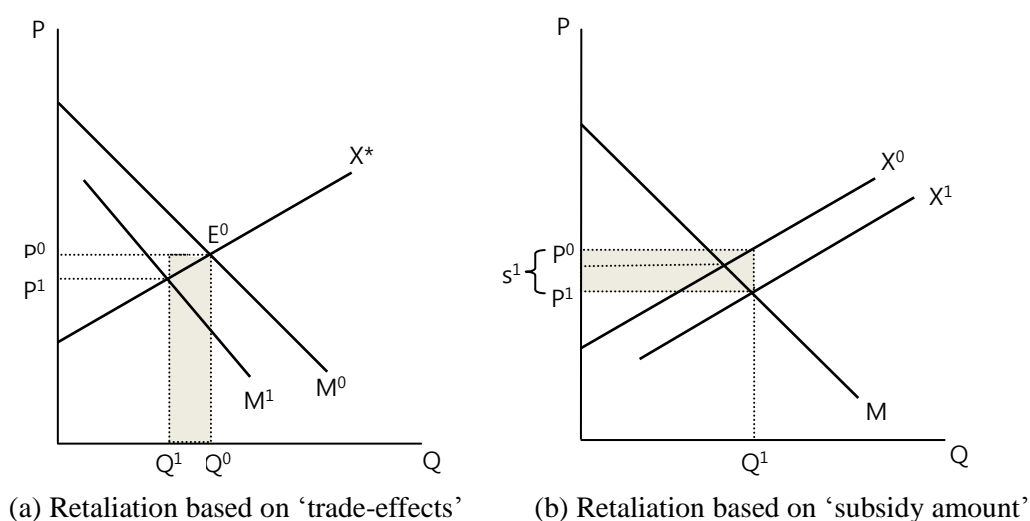 P
X*
E⁰
P⁰
P¹
M¹
M⁰
Q¹
Q⁰
Q
(a) Retaliation based on ‘trade-effects’
P
X⁰
X¹
P⁰
s¹
P¹
M
Q¹
Q
(b) Retaliation based on ‘subsidy amount’